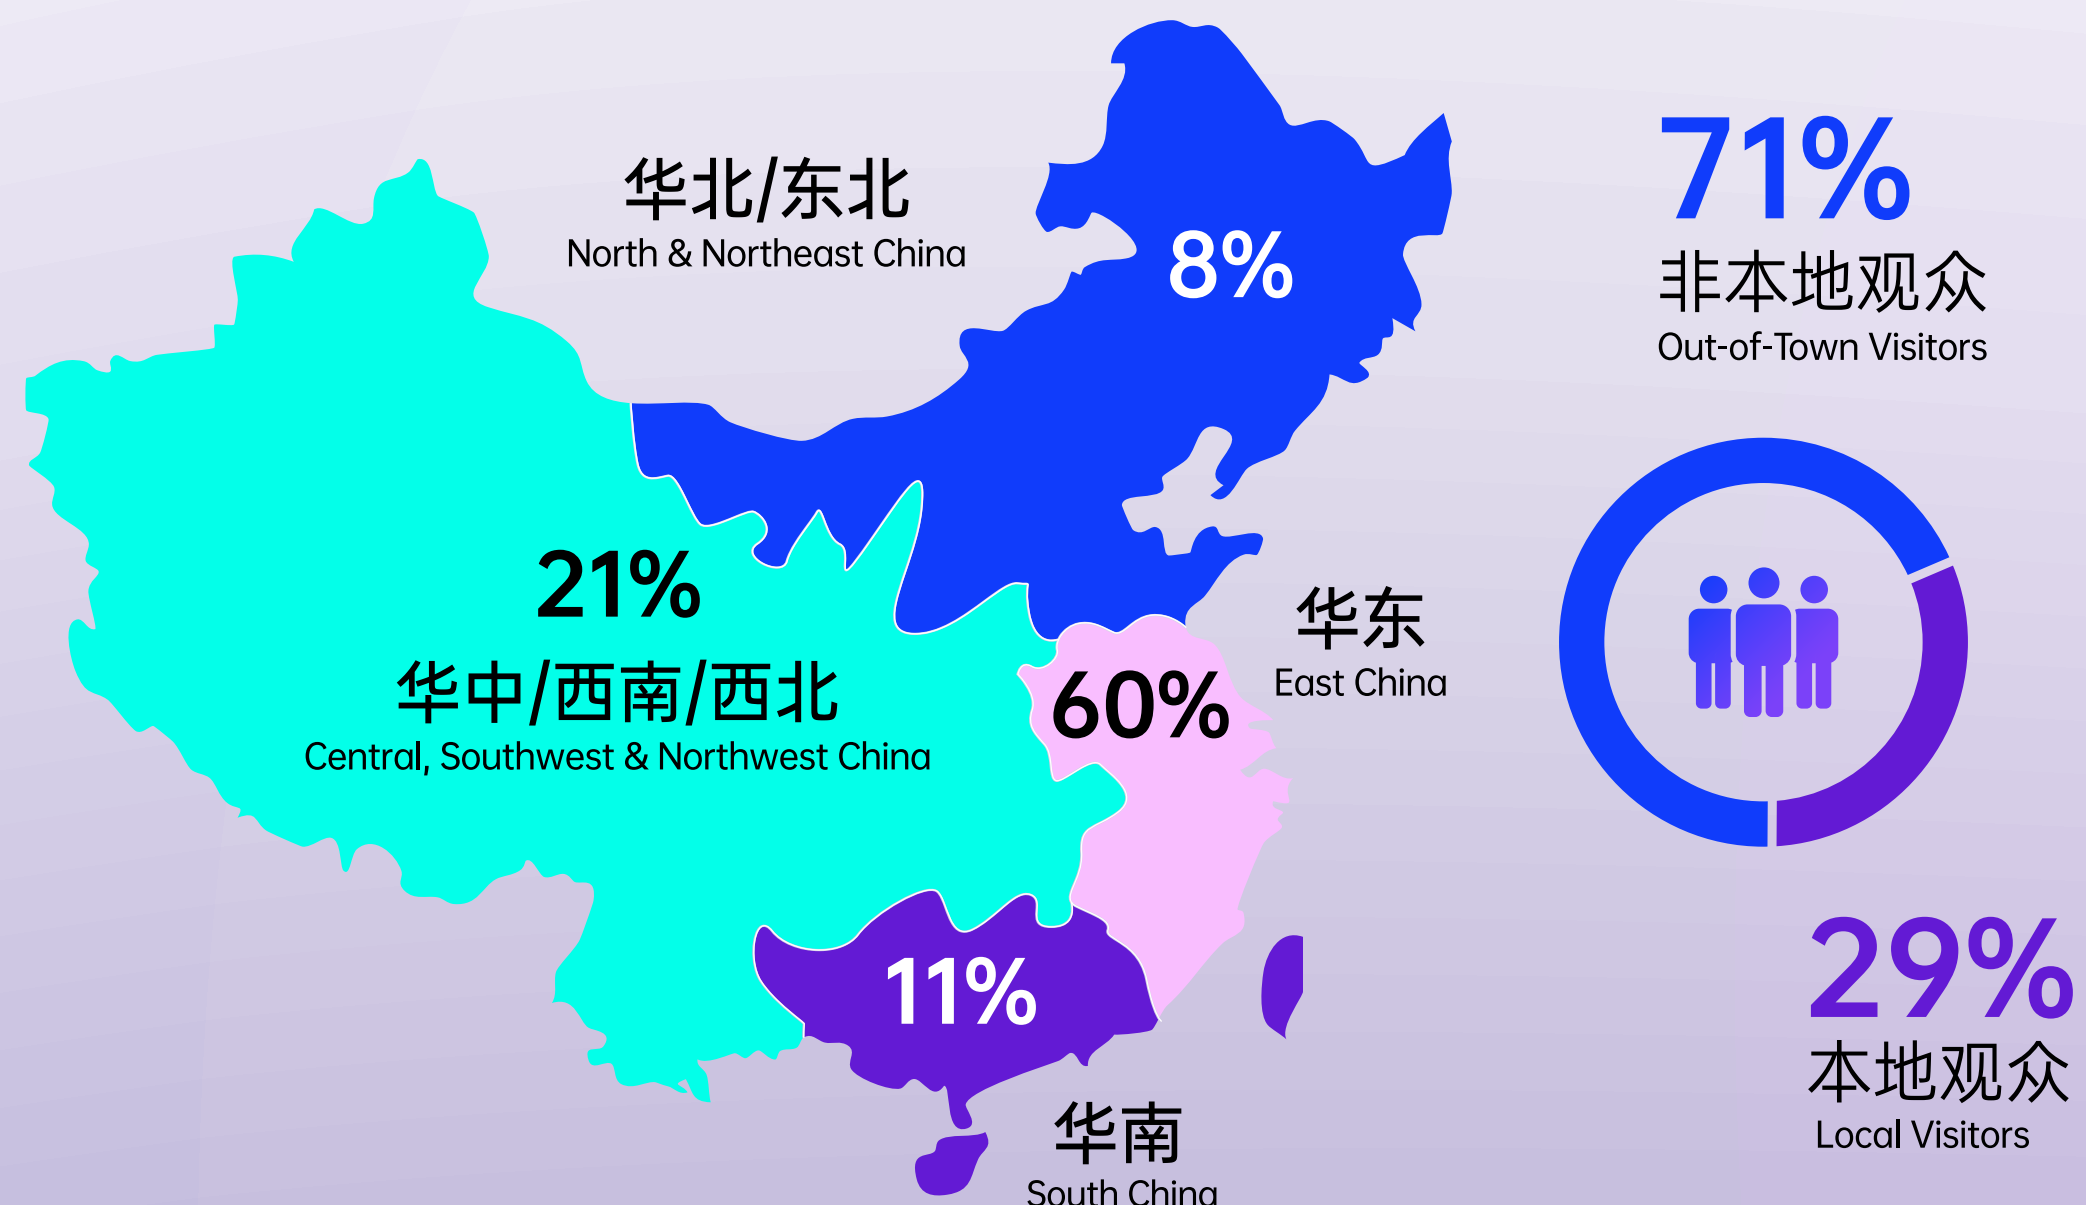 华北/东北
North & Northeast China
8%
21%
华中/西南/西北
Central, Southwest & Northwest China
华东
East China
60%
11%
华南
South China
71%
非本地观众
Out-of-Town Visitors
29%
本地观众
Local Visitors